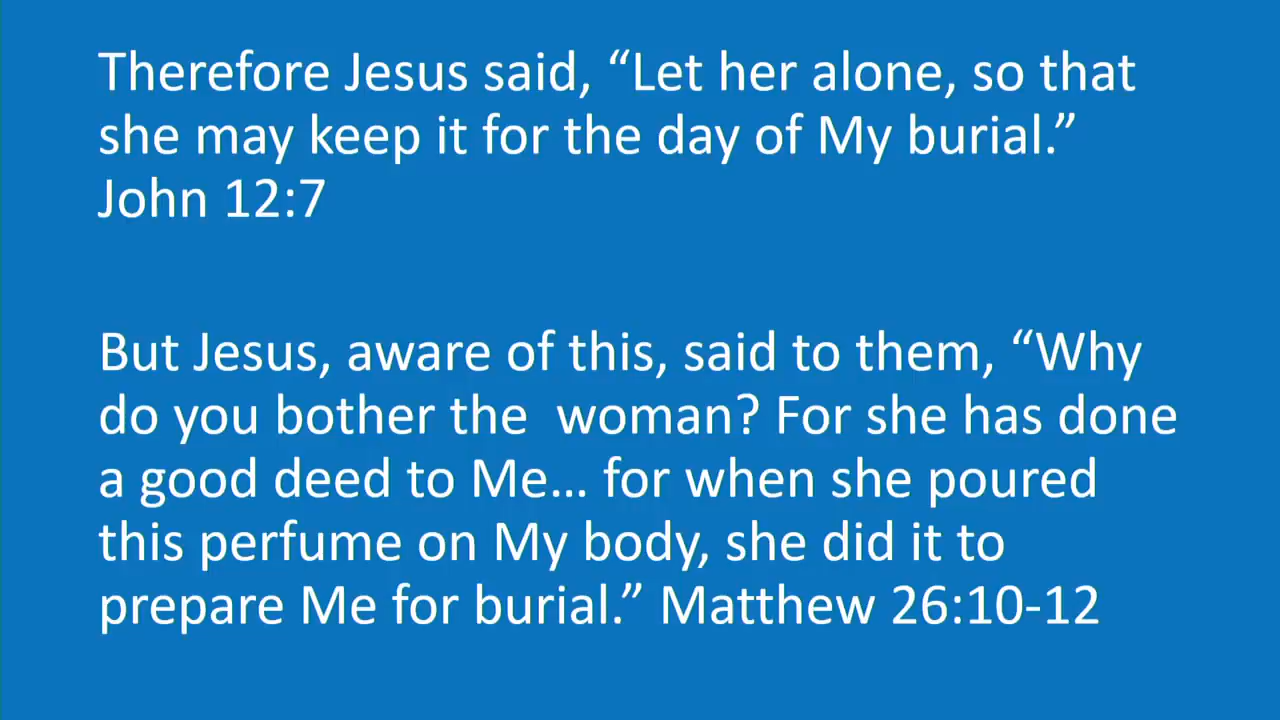 Therefore Jesus said, “Let her alone, so that
she may keep it for the day of My burial.”
John 12:7
But Jesus, aware of this, said to them, “Why
do you bother the  woman? For she has done
a good deed to Me… for when she poured
this perfume on My body, she did it to
prepare Me for burial.” Matthew 26:10-12